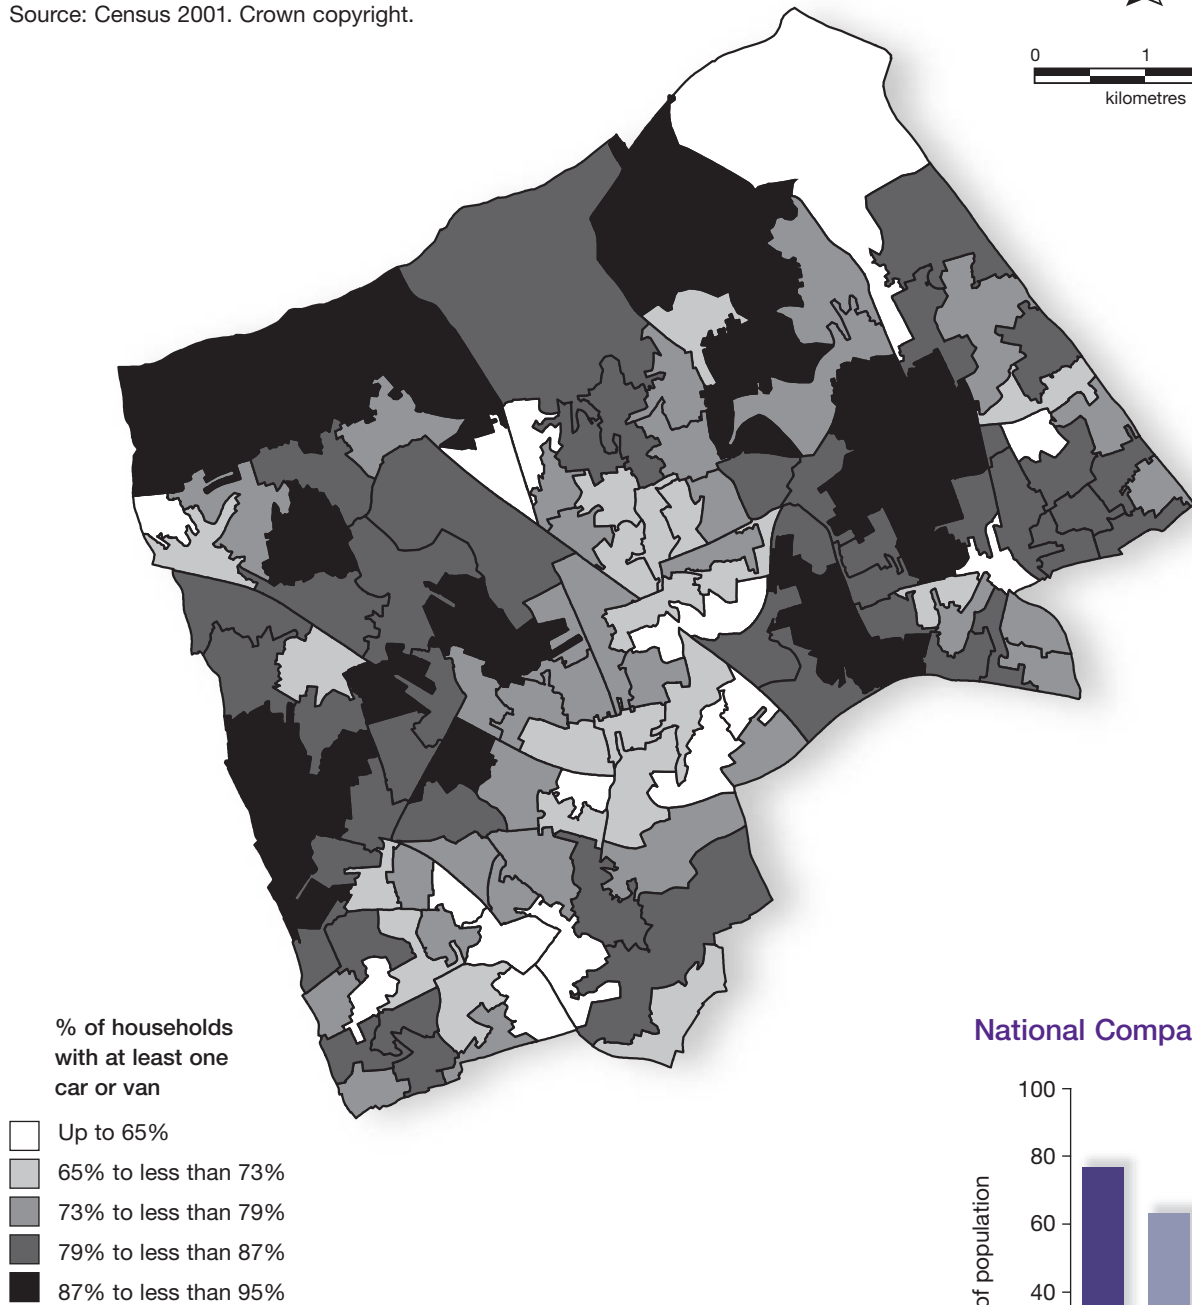 Source: Census 2001. Crown copyright.
0 1
kilometres
% of households
with at least one
car or van
Up to 65%
65% to less than 73%
73% to less than 79%
79% to less than 87%
87% to less than 95%
National Compa
100
80
60
40
of population